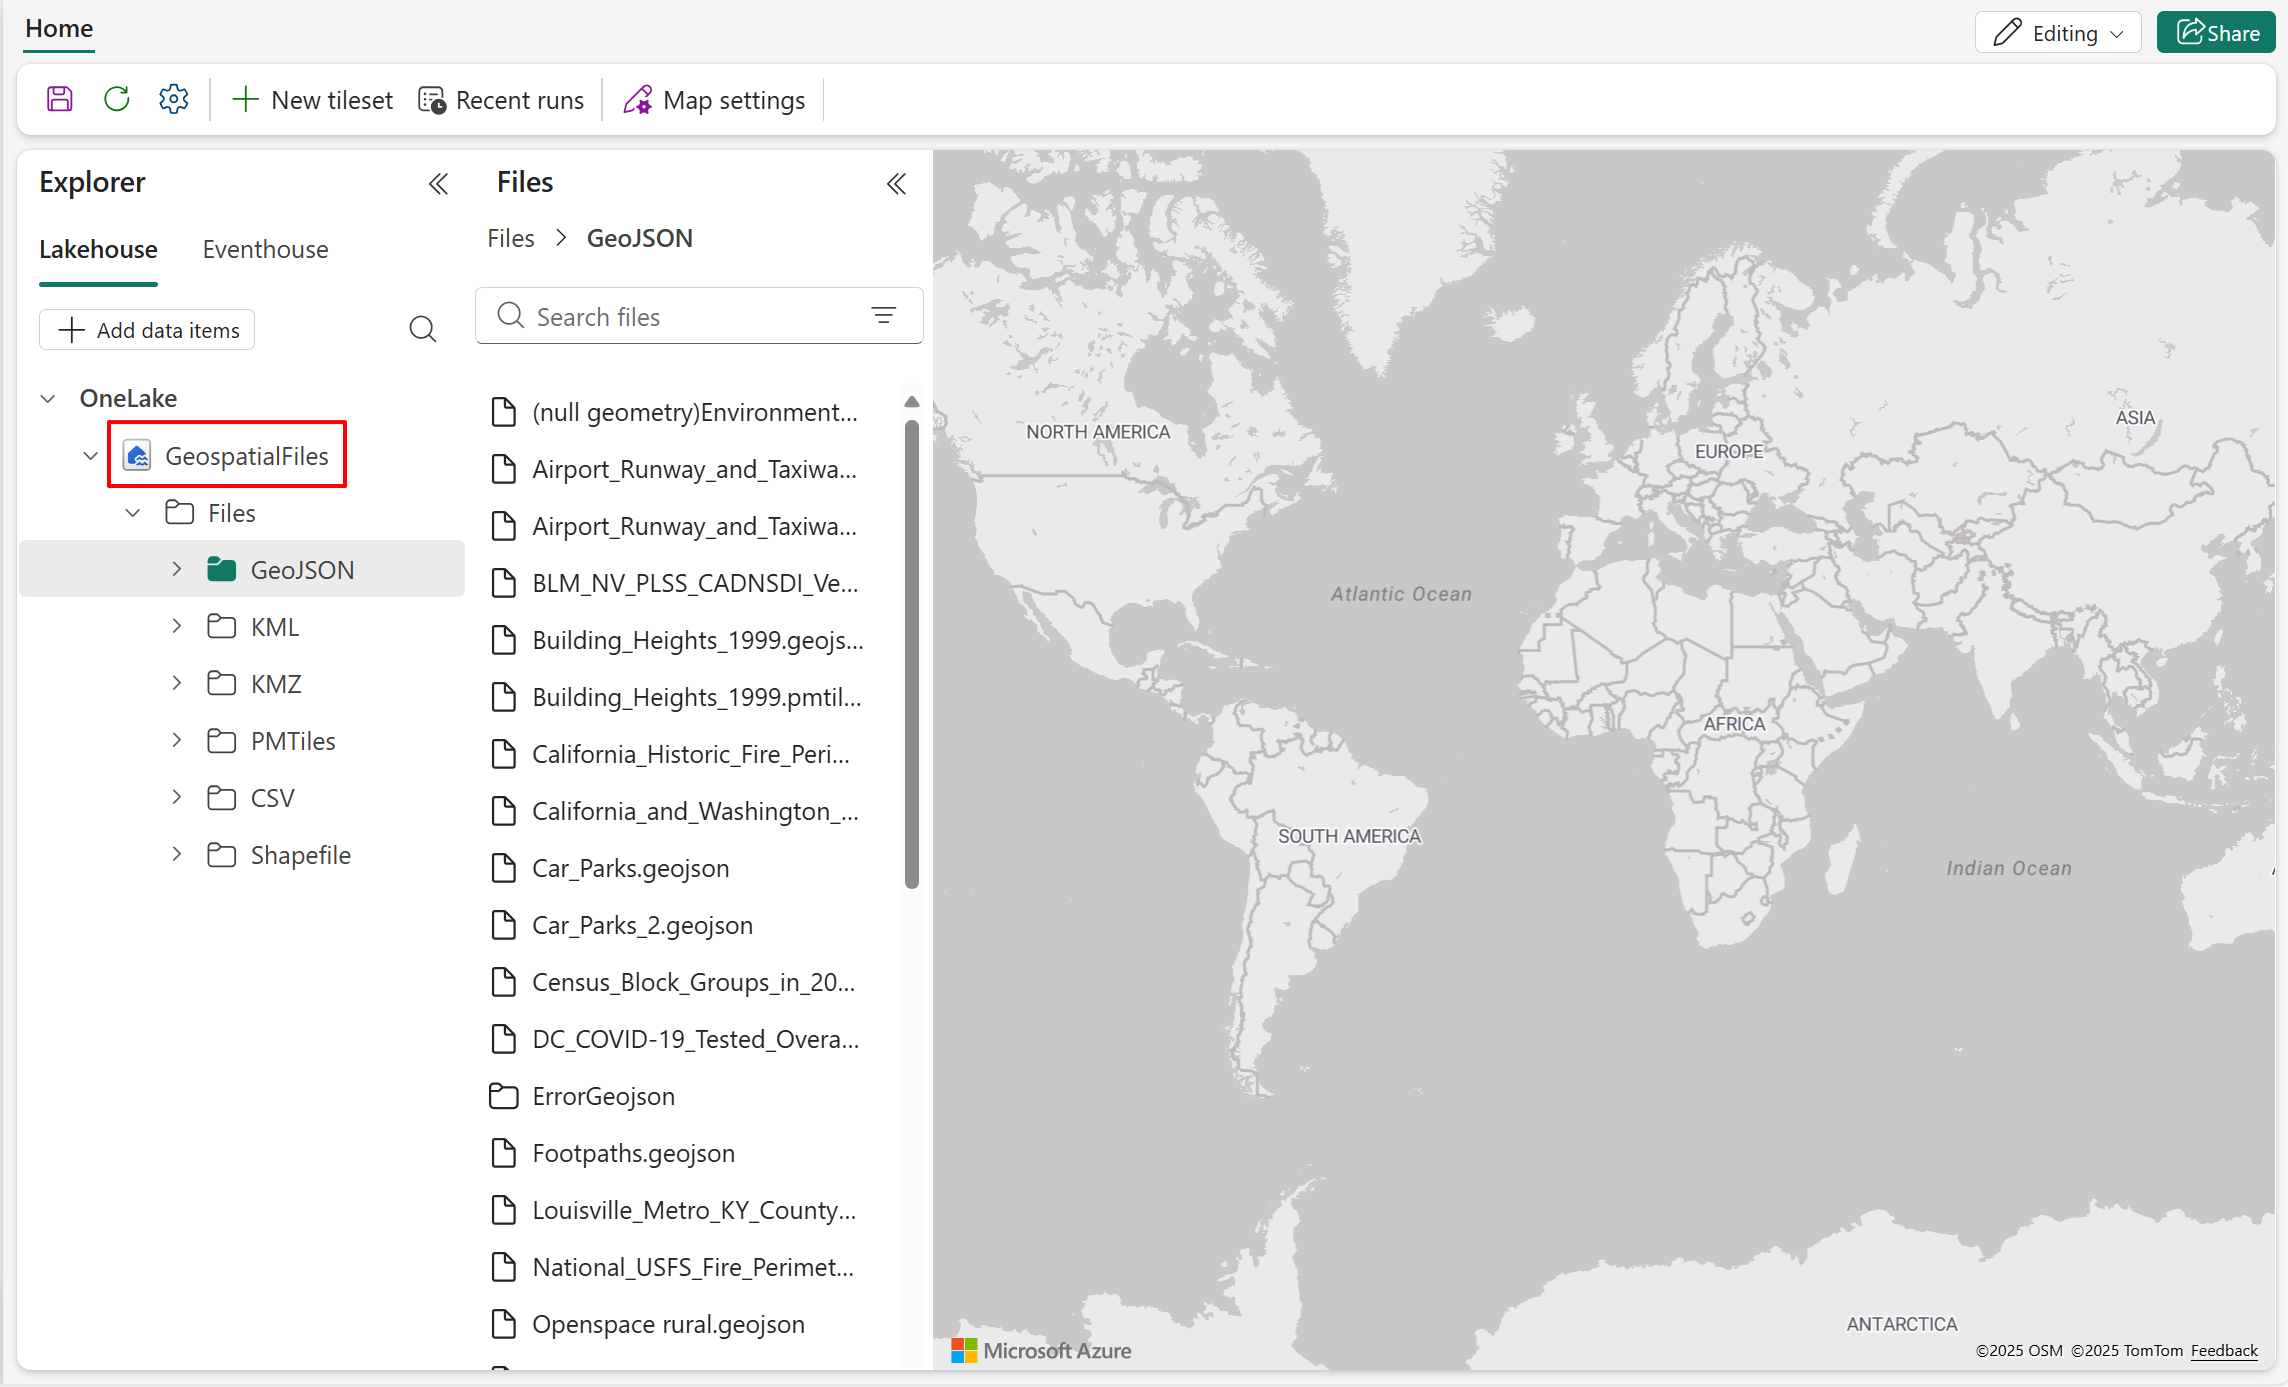 Home
Editing
Share
New tileset
Recent runs
Map settings
Explorer
Lakehouse
Eventhouse
Add data items
OneLake
GeospatialFiles
Files
GeoJSON
KML
KMZ
PMTiles
CSV
Shapefile
Files
Files > GeoJSON
Search files
(null geometry)Environment...
Airport_Runway_and_Taxiwa...
Airport_Runway_and_Taxiwa...
BLM_NV_PLSS_CADNSDI_Ve...
Building_Heights_1999.geojs...
Building_Heights_1999.pmtil...
California_Historic_Fire_Peri...
California_and_Washington_...
Car_Parks.geojson
Car_Parks_2.geojson
Census_Block_Groups_in_20...
DC_COVID-19_Tested_Overa...
ErrorGeojson
Footpaths.geojson
Louisville_Metro_KY_County...
National_USFS_Fire_Perimet...
Openspace rural.geojson
NORTH AMERICA
ASIA
EUROPE
Atlantic Ocean
AFRICA
SOUTH AMERICA
Indian Ocean
ANTARCTICA
Microsoft Azure
©2025 OSM ©2025 TomTom Feedback